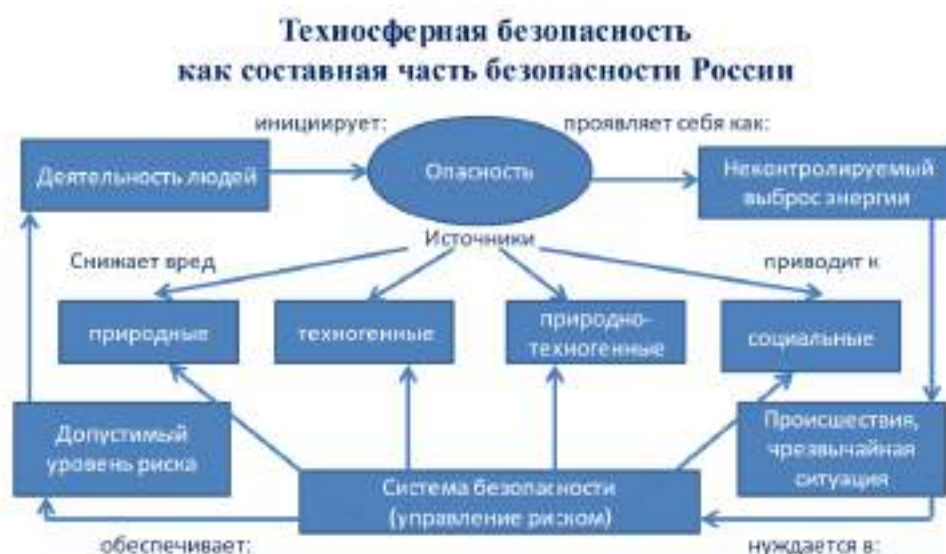 Техносферная безопасность
как составная часть безопасности России
инициирует:
проявляет себя как:
Деятельность людей
Опасность
Неконтролируемый
выброс энергии
Источники
Снижает вред
приводит к
природные
техногенные
природно-
техногенные
социальные
Допустимый
уровень риска
Происшествия,
чрезвычайная
ситуация
Система безопасности
(управление риском)
обеспечивает:
нуждается в: